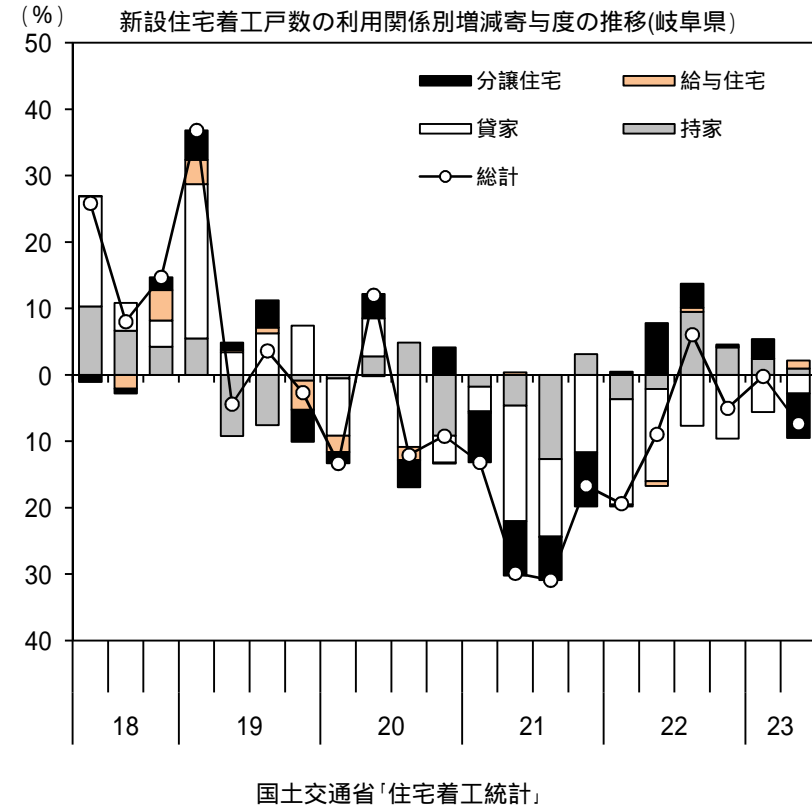 (％)
新設住宅着工戸数の利用関係別増減寄与度の推移(岐阜県)
50
分譲住宅 給与住宅
40
貸家 持家
30
総計
20
10
0
10
20
30
40
18 19 20 21 22 23
国土交通省｢住宅着工統計｣